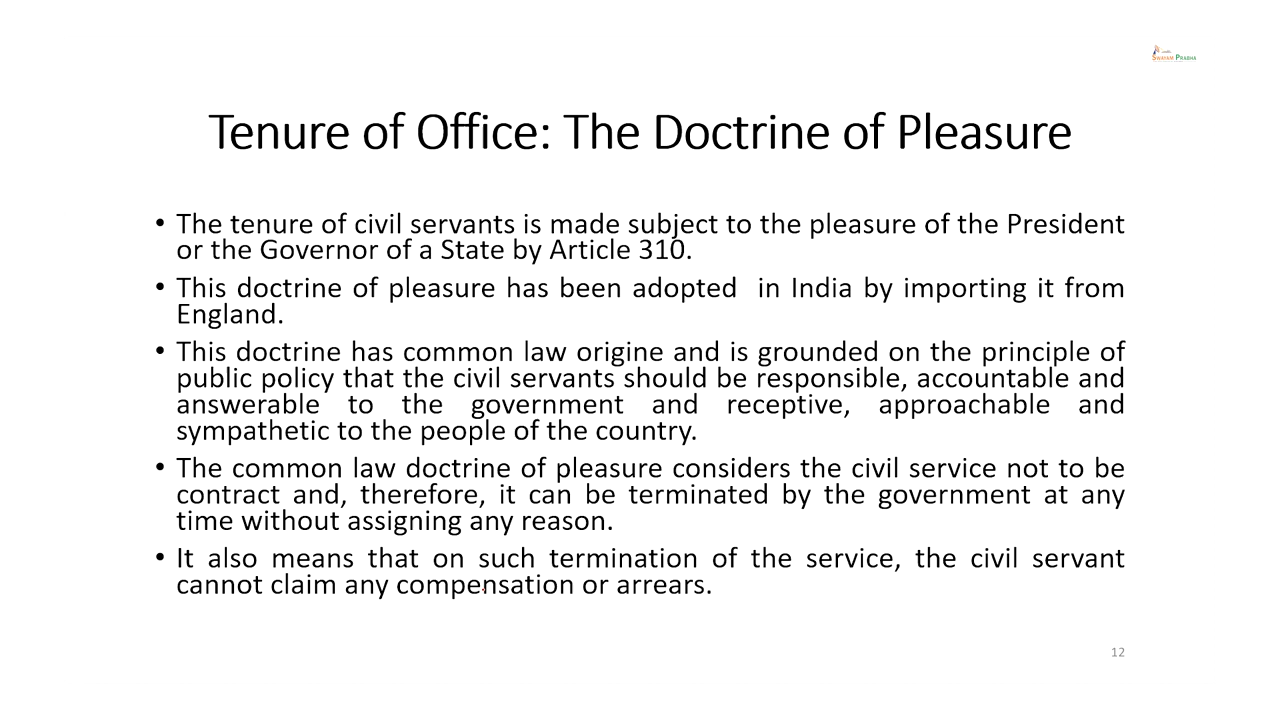 SWAYAM PRABHA
Tenure of Office: The Doctrine of Pleasure
• The tenure of civil servants is made subject to the pleasure of the President
or the Governor of a State by Article 310.
• This doctrine of pleasure has been adopted  in India by importing it from
England.
• This doctrine has common law origine and is grounded on the principle of
public policy that the civil servants should be responsible, accountable and
answerable to the government and receptive, approachable and
sympathetic to the people of the country.
• The common law doctrine of pleasure considers the civil service not to be
contract and, therefore, it can be terminated by the government at any
time without assigning any reason.
• It also means that on such termination of the service, the civil servant
cannot claim any compensation or arrears.
12